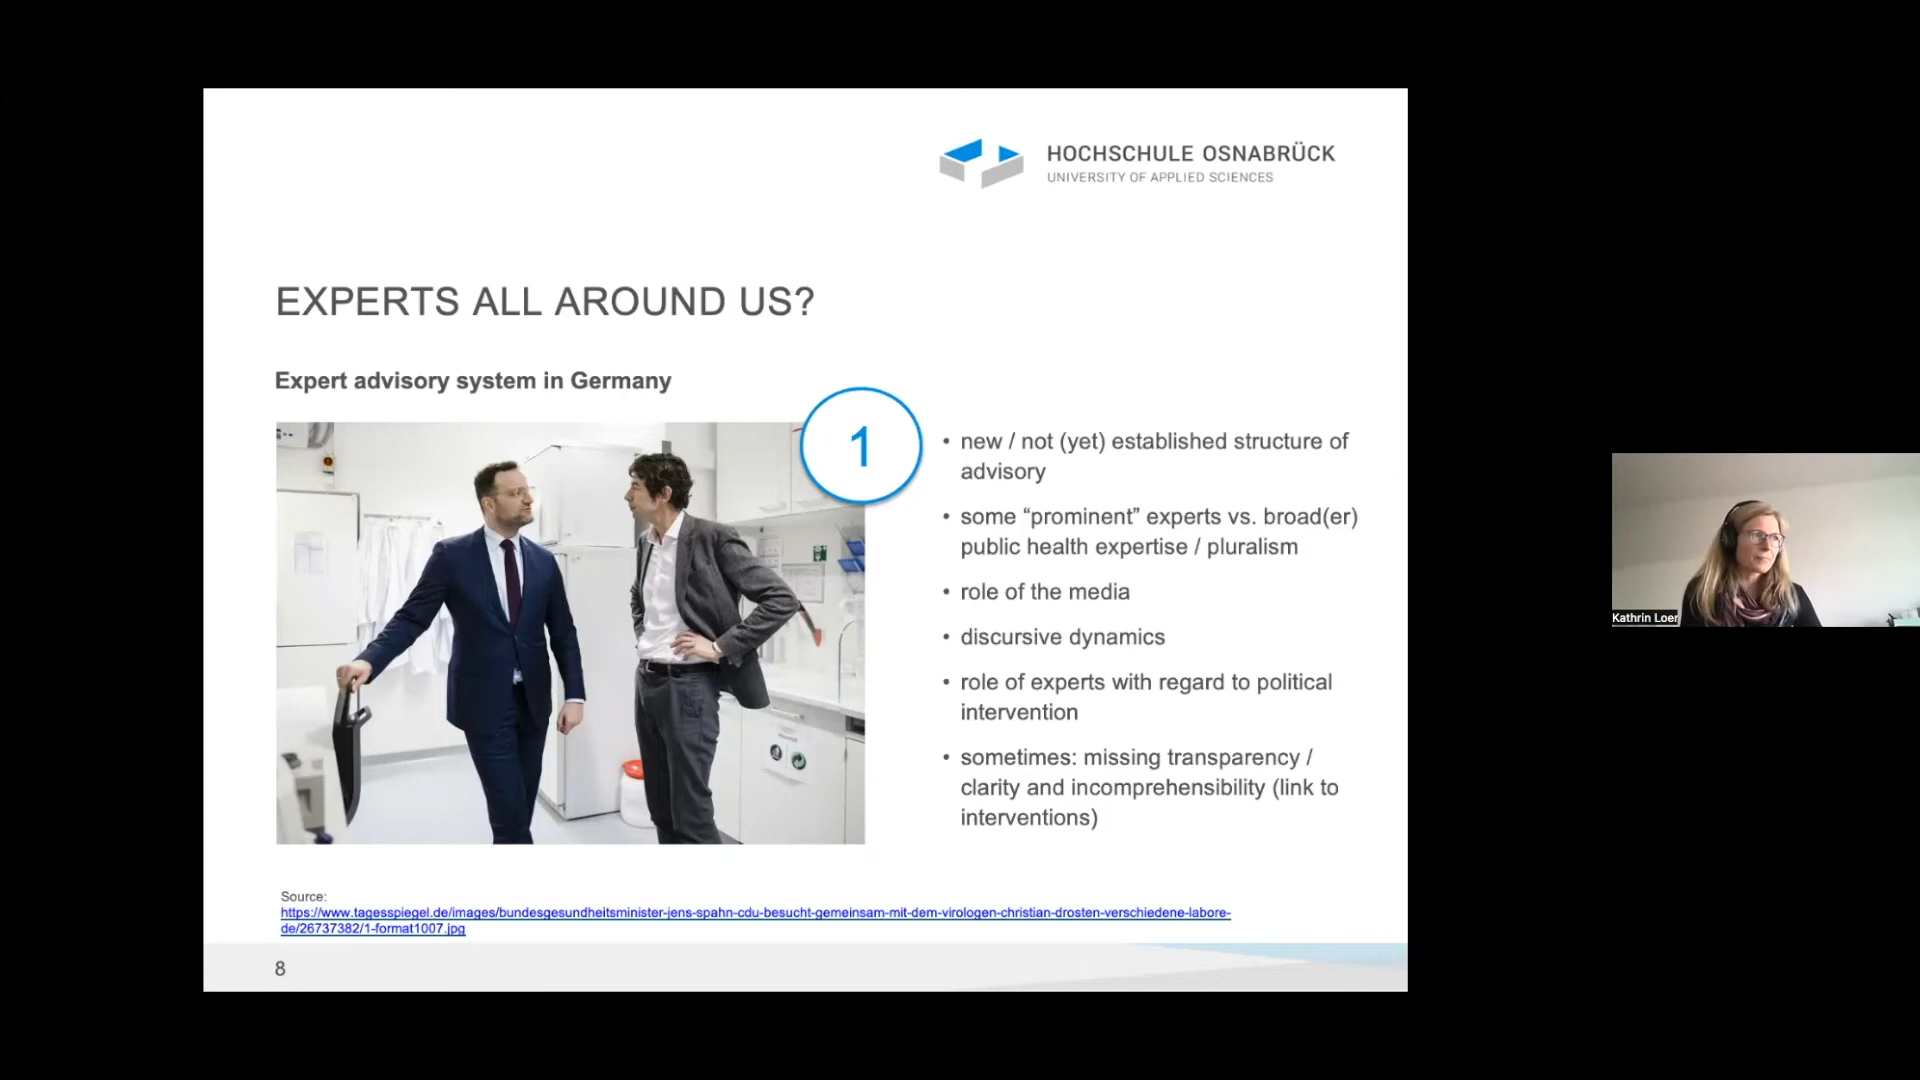 HOCHSCHULE OSNABRÜCK
UNIVERSITY OF APPLIED SCIENCES
EXPERTS ALL AROUND US?
Expert advisory system in Germany
1
• new / not (yet) established structure of
advisory
• some “prominent” experts vs. broad(er)
public health expertise / pluralism
• role of the media
• discursive dynamics
• role of experts with regard to political
intervention
• sometimes: missing transparency /
clarity and incomprehensibility (link to
interventions)
Source:
https://www.tagesspiegel.de/images/bundesgesundheitsminister-jens-spahn-cdu-besucht-gemeinsam-mit-dem-virologen-christian-drosten-verschiedene-labore-
de/26737382/1-format1007.jpg
8
Kathrin Loer